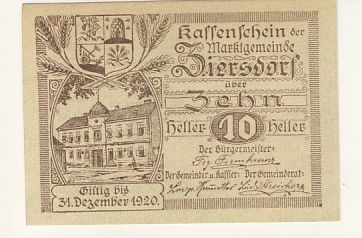 Kassenschein der
Marktgemeinde
Ziersdorf
über
Zehn
Heller 10 Heller
Der Bürgermeister:
Der Gemeinder. u. Kassier: Der Gemeinderat:
Giltig bis
31. Dezember 1920.